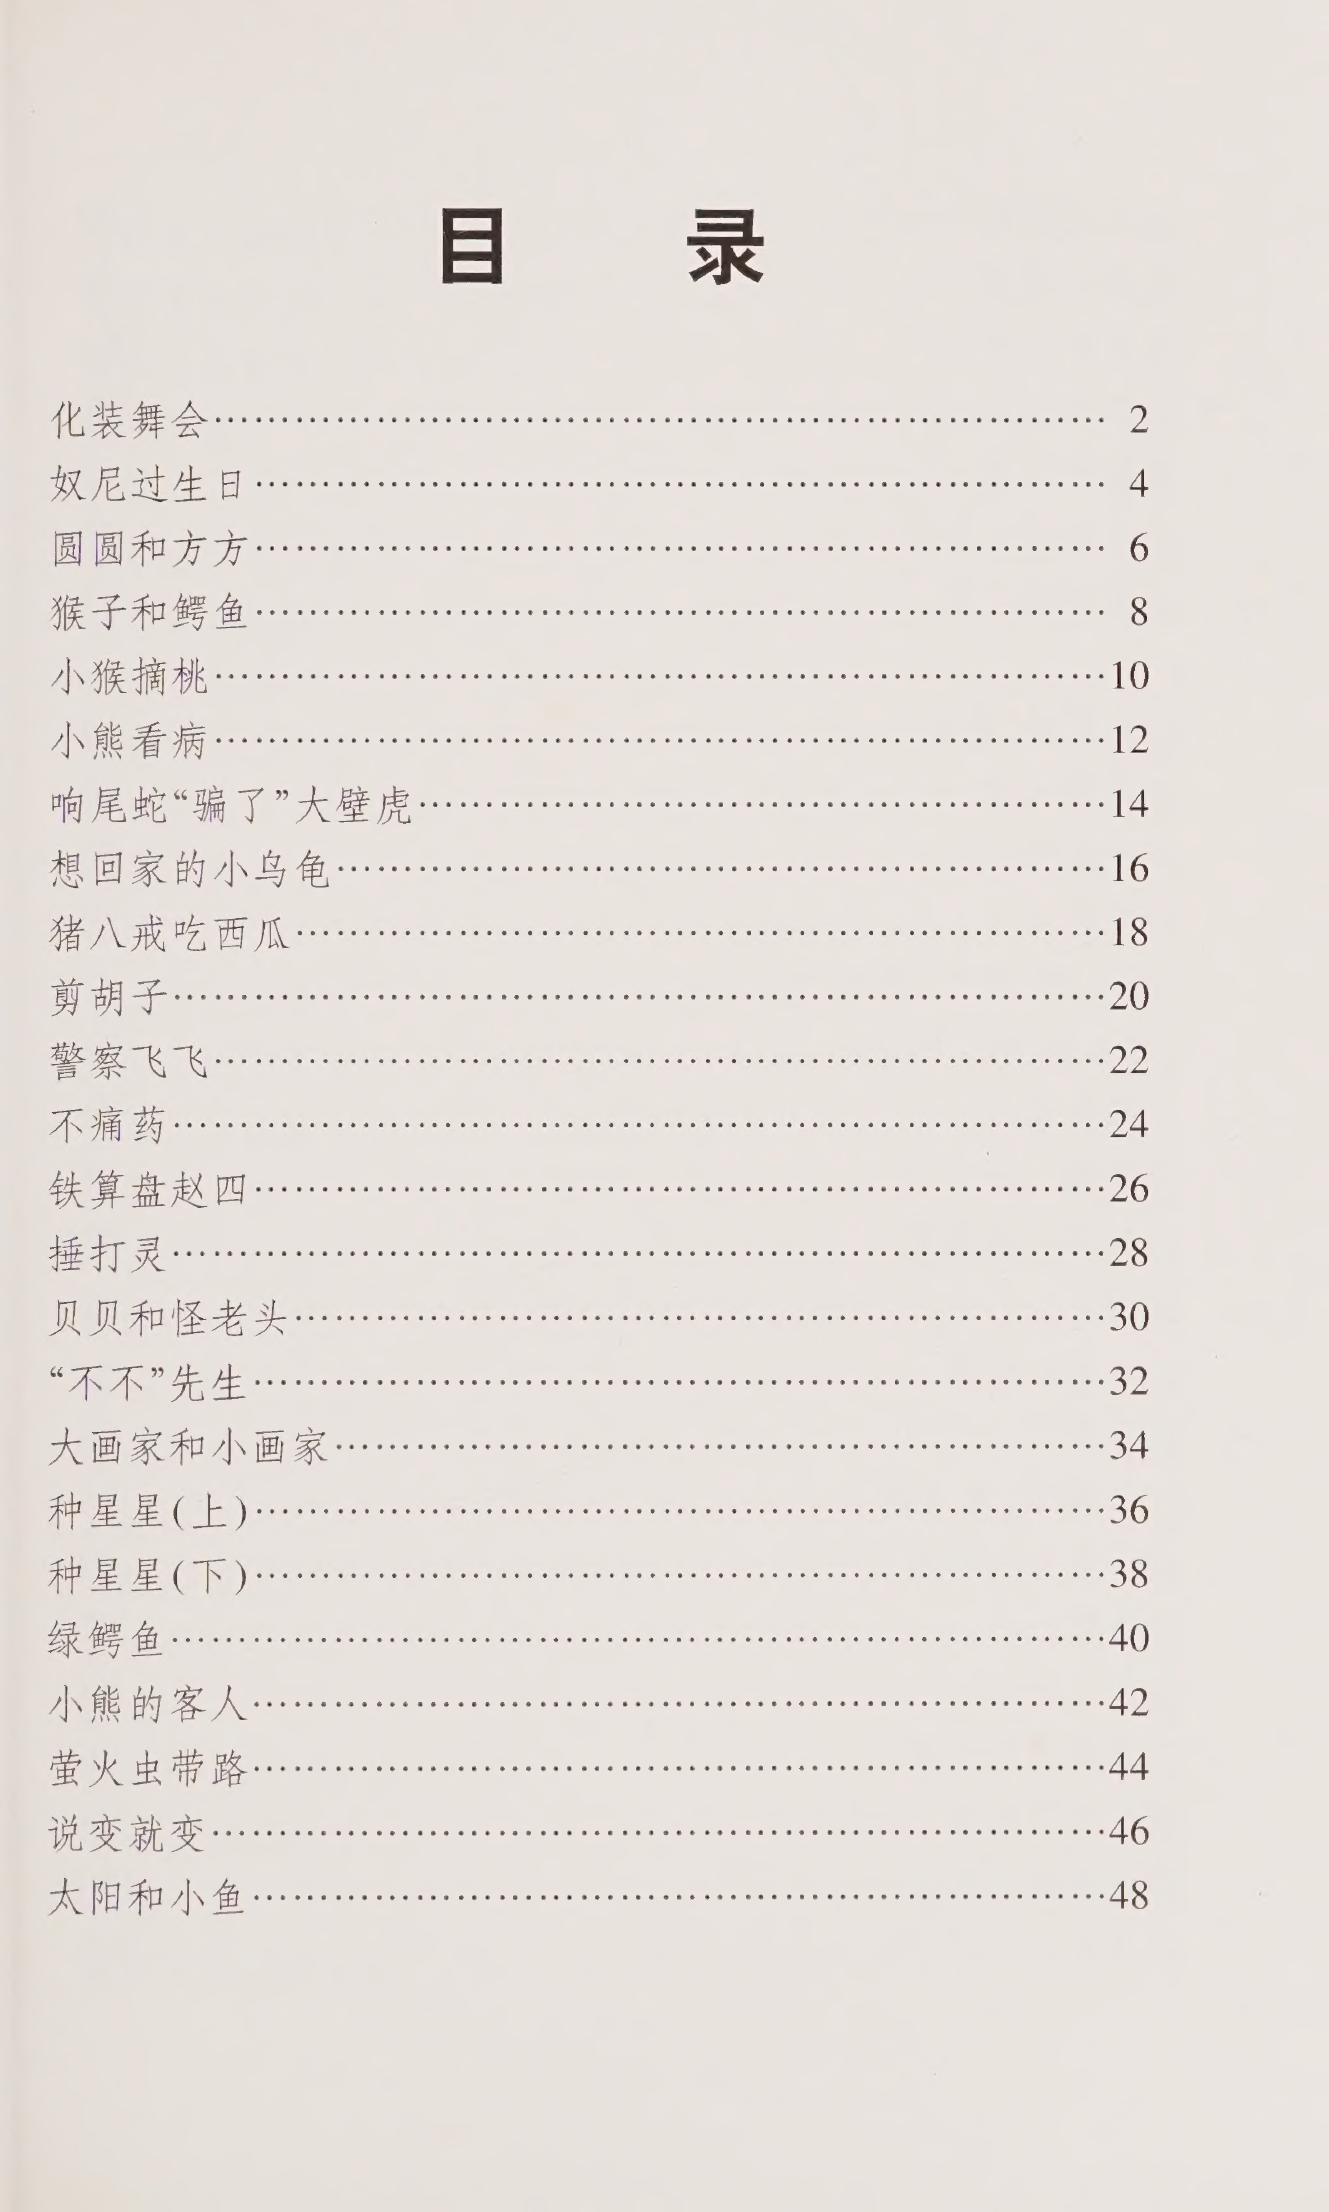 目 录
化装舞会…………………………………… 2
奴尼过生日…………………………………… 4
圆圆和方方…………………………………… 6
猴子和鳄鱼…………………………………… 8
小猴摘桃……………………………………10
小熊看病……………………………………12
响尾蛇“骗了”大壁虎……………………………………14
想回家的小乌龟……………………………………16
猪八戒吃西瓜……………………………………18
剪胡子……………………………………20
警察飞飞……………………………………22
不痛药……………………………………24
铁算盘赵四……………………………………26
捶打灵……………………………………28
贝贝和怪老头……………………………………30
“不不”先生……………………………………32
大画家和小画家……………………………………34
种星星(上)……………………………………36
种星星(下)……………………………………38
绿鳄鱼……………………………………40
小熊的客人……………………………………42
萤火虫带路……………………………………44
说变就变……………………………………46
太阳和小鱼……………………………………48